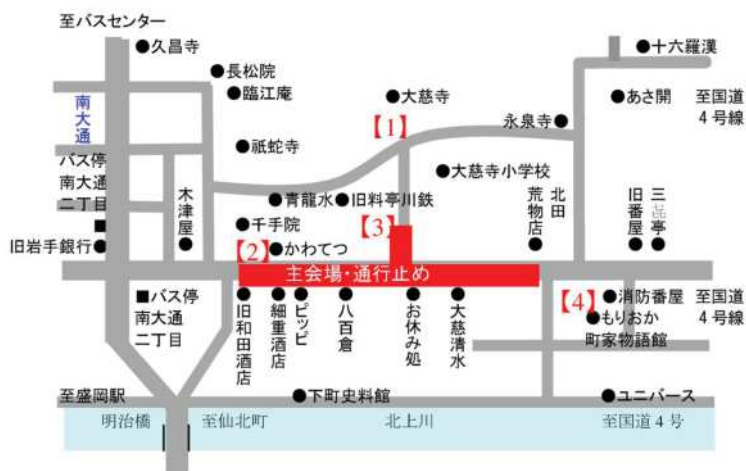 至バスセンター
●久昌寺
●十六羅漢
●長松院
●臨江庵
●大慈寺
●あさ開
至国道
4号線
南大通
【1】
永泉寺●
●祇蛇寺
バス停
南大通
二丁目
■
●大慈寺小学校
木津屋
●青龍水
●旧料亭川鉄
北田
荒物店
旧番屋
三㐂亭
●千手院
【3】
旧岩手銀行●
【2】
●かわてつ
主会場・通行止め
■バス停
南大通
二丁目
旧和田酒店
細重酒店
ピッピ
八百倉
お休み処
大慈清水
【4】
●消防番屋
●もりおか
町家物語館
至国道
4号線
至盛岡駅
●下町史料館
●ユニバース
明治橋
至仙北町
北上川
至国道4号